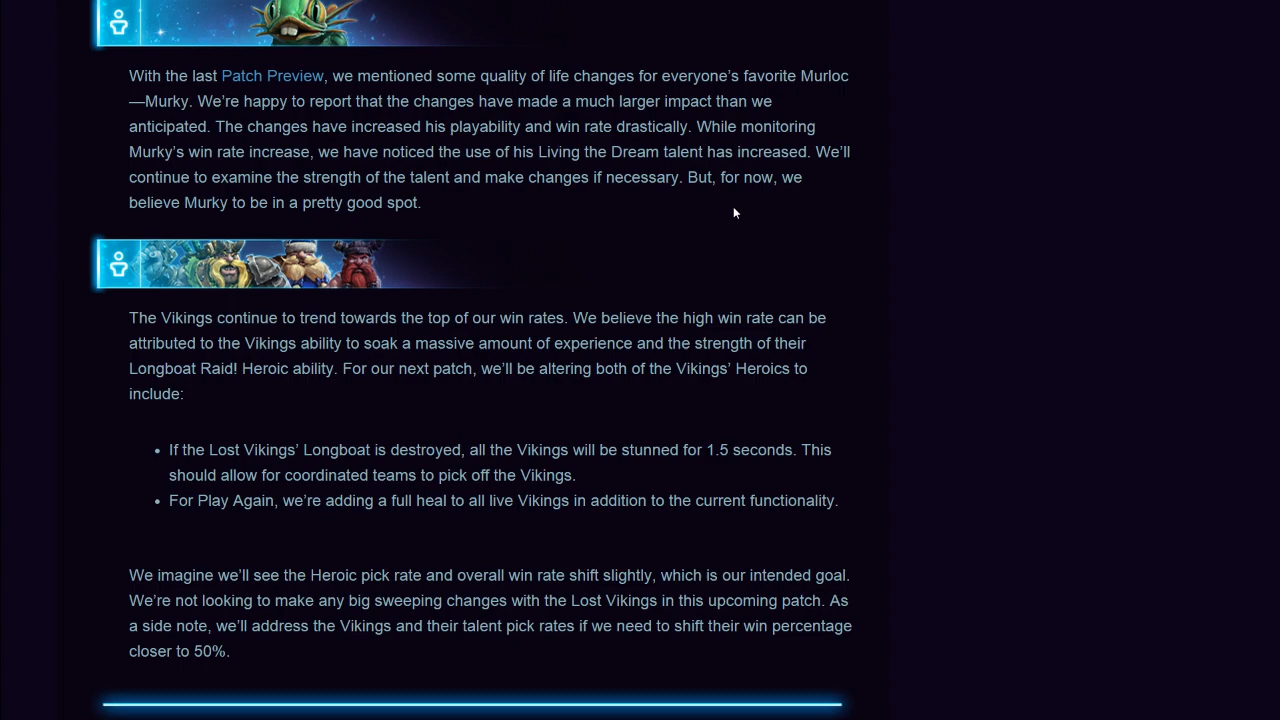 With the last Patch Preview, we mentioned some quality of life changes for everyone’s favorite Murloc
—Murky. We’re happy to report that the changes have made a much larger impact than we
anticipated. The changes have increased his playability and win rate drastically. While monitoring
Murky’s win rate increase, we have noticed the use of his Living the Dream talent has increased. We’ll
continue to examine the strength of the talent and make changes if necessary. But, for now, we
believe Murky to be in a pretty good spot.
The Vikings continue to trend towards the top of our win rates. We believe the high win rate can be
attributed to the Vikings ability to soak a massive amount of experience and the strength of their
Longboat Raid! Heroic ability. For our next patch, we’ll be altering both of the Vikings’ Heroics to
include:
• If the Lost Vikings’ Longboat is destroyed, all the Vikings will be stunned for 1.5 seconds. This
should allow for coordinated teams to pick off the Vikings.
• For Play Again, we’re adding a full heal to all live Vikings in addition to the current functionality.
We imagine we’ll see the Heroic pick rate and overall win rate shift slightly, which is our intended goal.
We’re not looking to make any big sweeping changes with the Lost Vikings in this upcoming patch. As
a side note, we’ll address the Vikings and their talent pick rates if we need to shift their win percentage
closer to 50%.